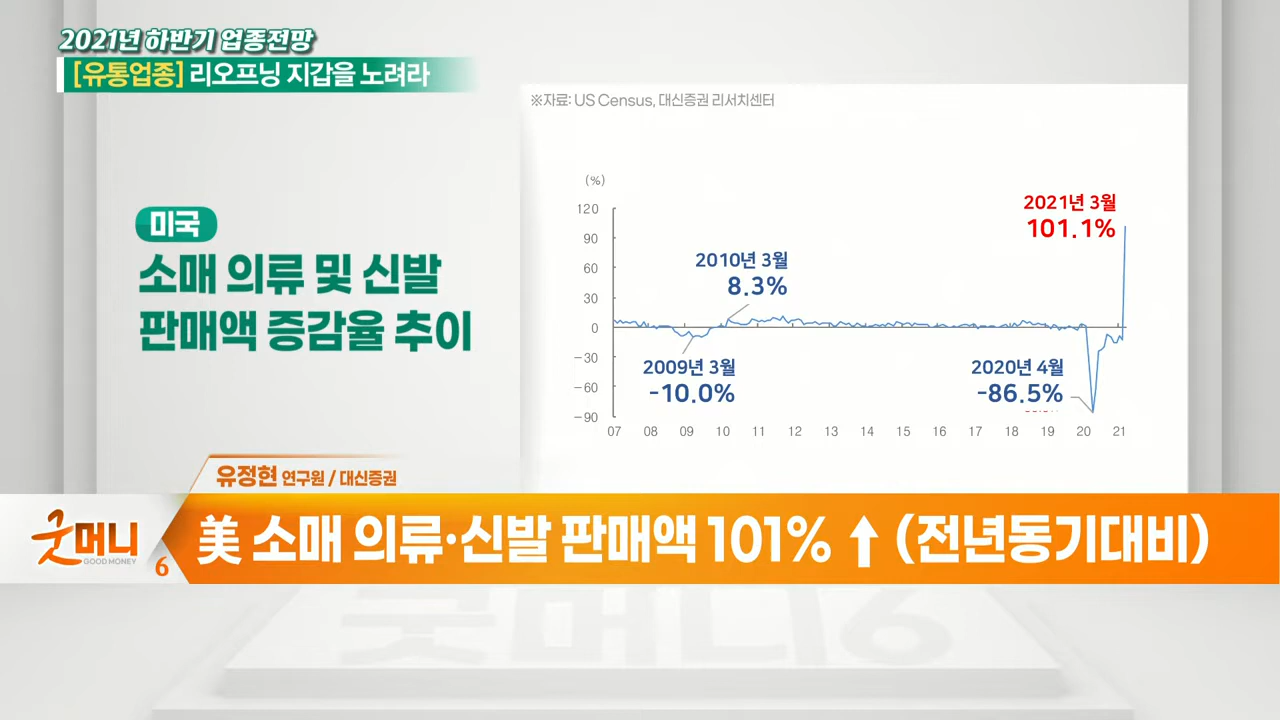 2021년 하반기 업종전망
[유통업종] 리오프닝 지갑을 노려라
※자료: US Census, 대신증권 리서치센터
미국
소매 의류 및 신발
판매액 증감율 추이
(%)
120
90
60
30
0
-30
-60
-90
07 08 09 10 11 12 13 14 15 16 17 18 19 20 21
2010년 3월
8.3%
2009년 3월
-10.0%
2020년 4월
-86.5%
2021년 3월
101.1%
유정현 연구원 / 대신증권
굿머니
GOOD MONEY
6
美 소매 의류·신발 판매액 101% ↑ (전년동기대비)
굿머니6